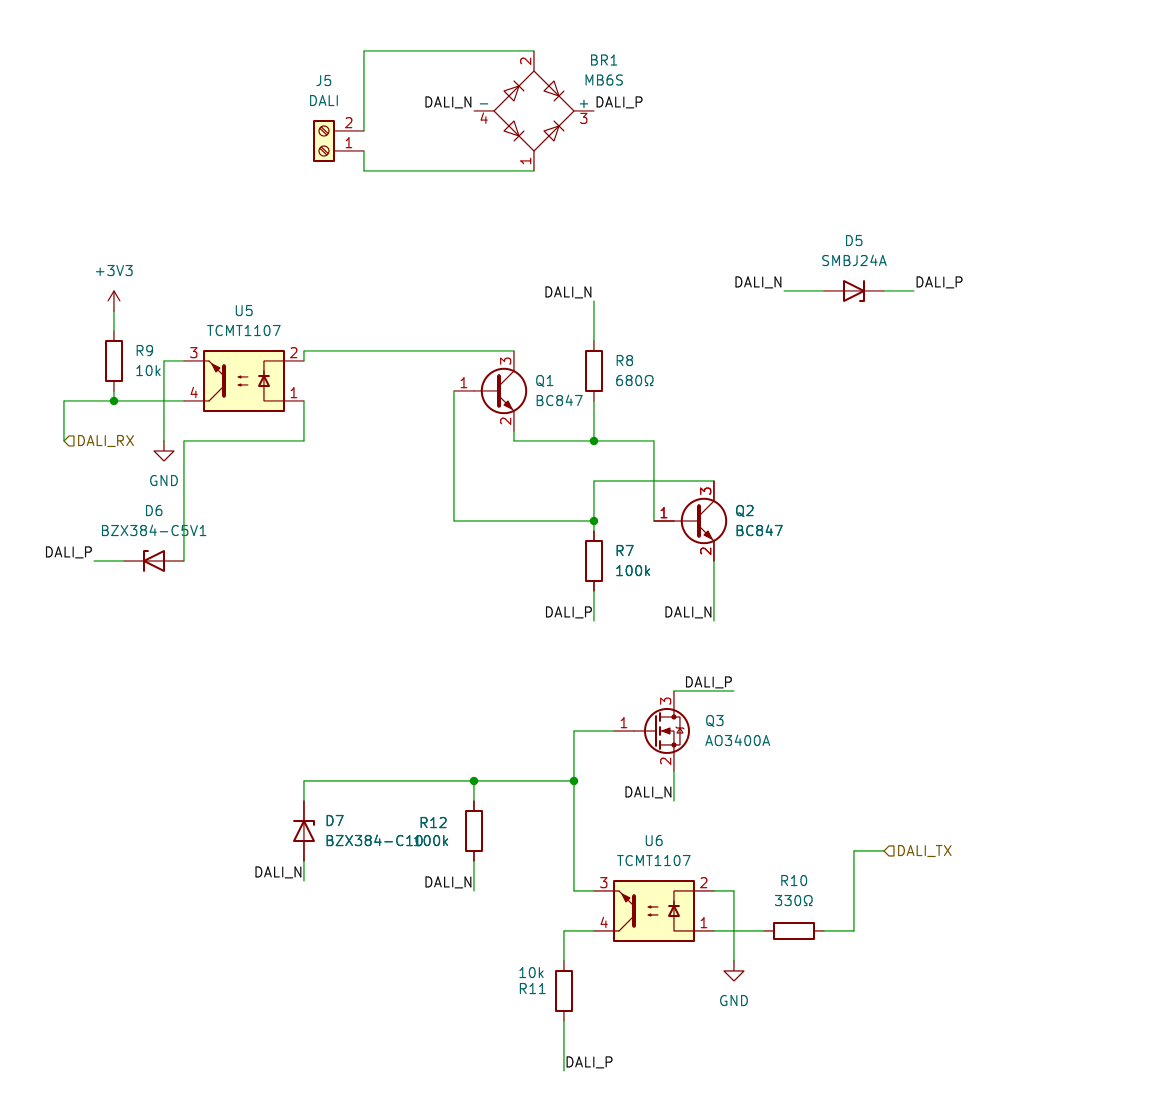 BR1
MB6S
2
J5
DALI
DALI_N
-
4
+
3
DALI_P
2
1
1
D5
SMBJ24A
DALI_N
DALI_P
+3V3
U5
TCMT1107
DALI_N
R9
10k
3
2
4
1
R8
680Ω
3
1
Q1
BC847
2
DALI_RX
GND
D6
BZX384-C5V1
DALI_P
3
1
Q2
BC847
2
R7
100k
DALI_P
DALI_N
DALI_P
3
1
Q3
AO3400A
2
DALI_N
D7
BZX384-C10
R12
100k
DALI_N
DALI_N
U6
TCMT1107
DALI_TX
3
2
4
1
R10
330Ω
10k
R11
GND
DALI_P